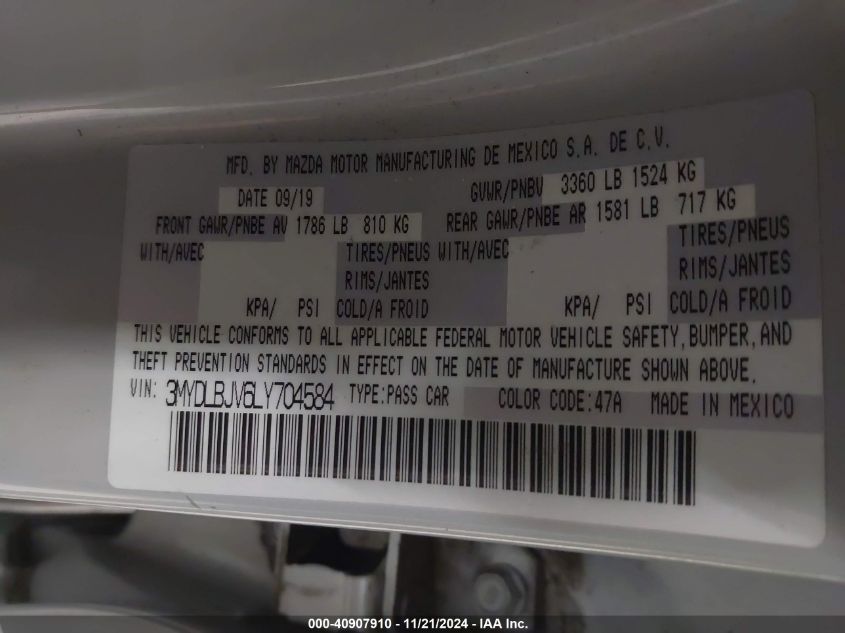 MFD. BY MAZDA MOTOR MANUFACTURING DE MEXICO S.A. DE C.V.
DATE 09/19 GVWR/PNBV 3360 LB 1524 KG
FRONT GAWR/PNBE AV 1786 LB 810 KG REAR GAWR/PNBE AR 1581 LB 717 KG
WITH/AVEC TIRES/PNEUS WITH/AVEC TIRES/PNEUS
RIMS/JANTES RIMS/JANTES
KPA/ PSI COLD/A FROID KPA/ PSI COLD/A FROID
THIS VEHICLE CONFORMS TO ALL APPLICABLE FEDERAL MOTOR VEHICLE SAFETY,BUMPER,AND
THEFT PREVENTION STANDARDS IN EFFECT ON THE DATE OF MANUFACTURE SHOWN ABOVE.
VIN: 3MYDLBJV6LY704584 TYPE:PASS CAR COLOR CODE:47A MADE IN MEXICO
000-40907910 - 11/21/2024 - IAA Inc.